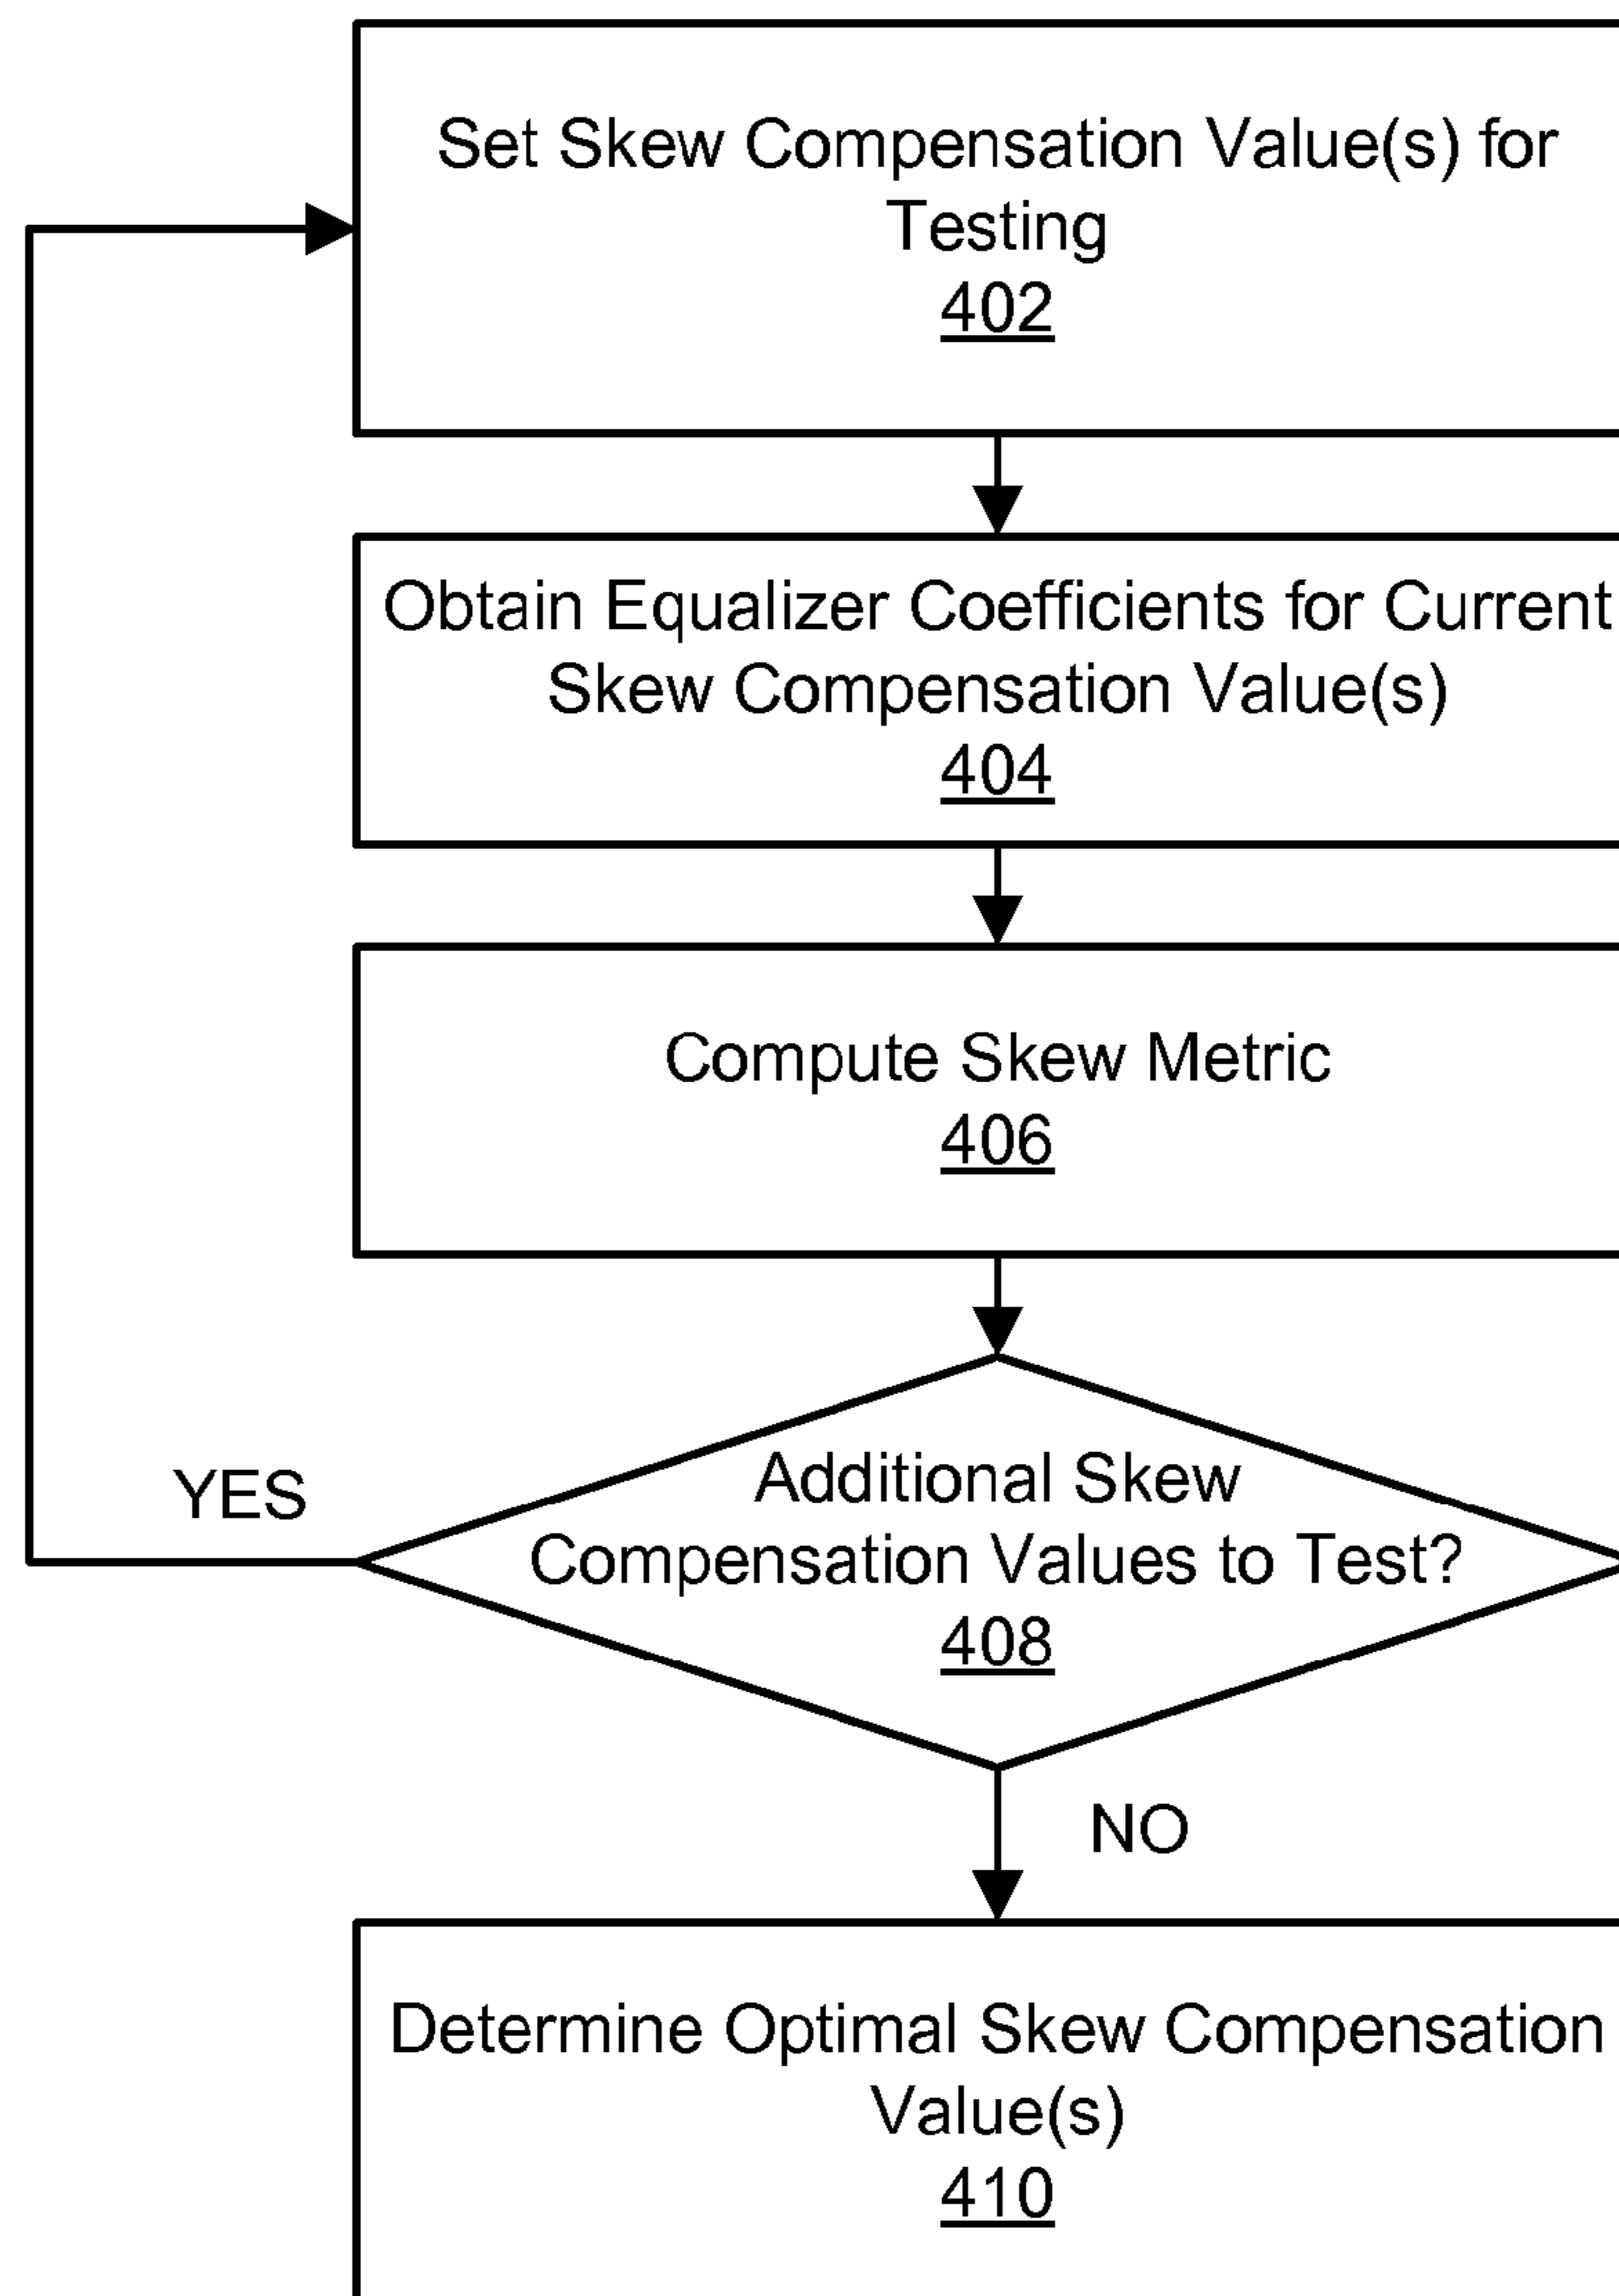 Set Skew Compensation Value(s) for
Testing
402
Obtain Equalizer Coefficients for Current
Skew Compensation Value(s)
404
Compute Skew Metric
406
Additional Skew
Compensation Values to Test?
408
YES
NO
Determine Optimal Skew Compensation
Value(s)
410